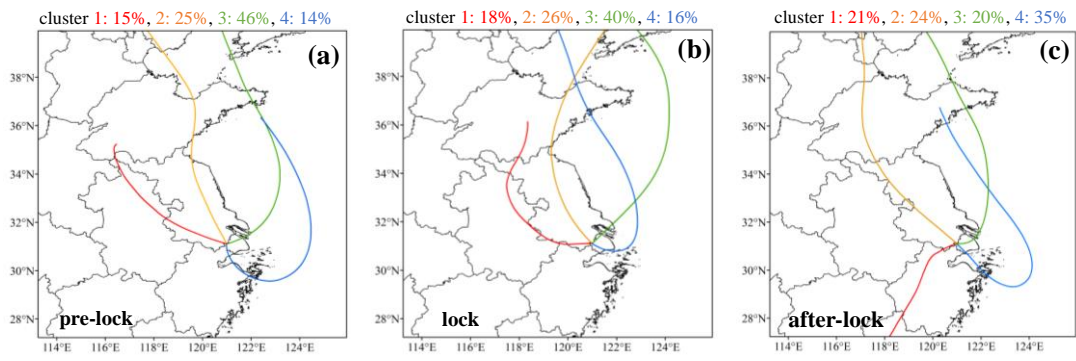 cluster 1: 15%, 2: 25%, 3: 46%, 4: 14%
(a)
38°N
36°N
34°N
32°N
30°N
28°N
pre-lock
114°E 116°E 118°E 120°E 122°E 124°E
cluster 1: 18%, 2: 26%, 3: 40%, 4: 16%
(b)
38°N
36°N
34°N
32°N
30°N
28°N
lock
114°E 116°E 118°E 120°E 122°E 124°E
cluster 1: 21%, 2: 24%, 3: 20%, 4: 35%
(c)
38°N
36°N
34°N
32°N
30°N
28°N
after-lock
114°E 116°E 118°E 120°E 122°E 124°E